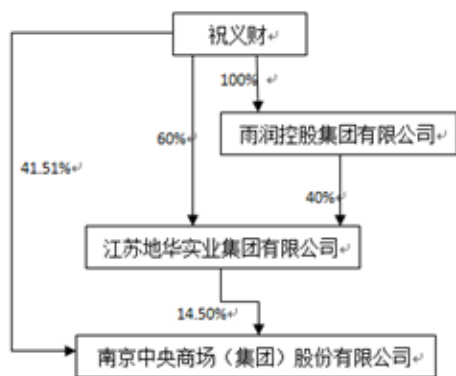 祝义财
100%
雨润控股集团有限公司
60%
41.51%
40%
江苏地华实业集团有限公司
14.50%
南京中央商场（集团）股份有限公司